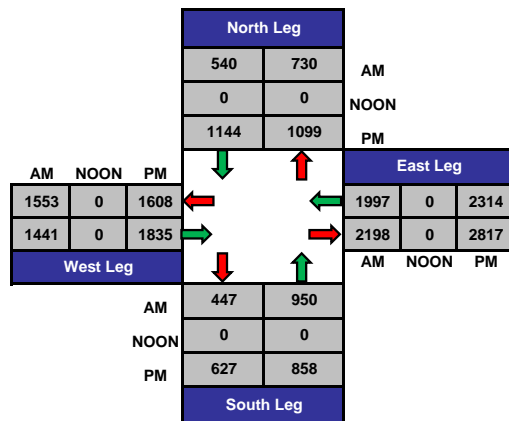 North Leg
540 730 AM
0 0 NOON
1144 1099 PM
East Leg
AM NOON PM
1553 0 1608 1997 0 2314
1441 0 1835 2198 0 2817
West Leg AM NOON PM
AM 447 950
NOON 0 0
PM 627 858
South Leg